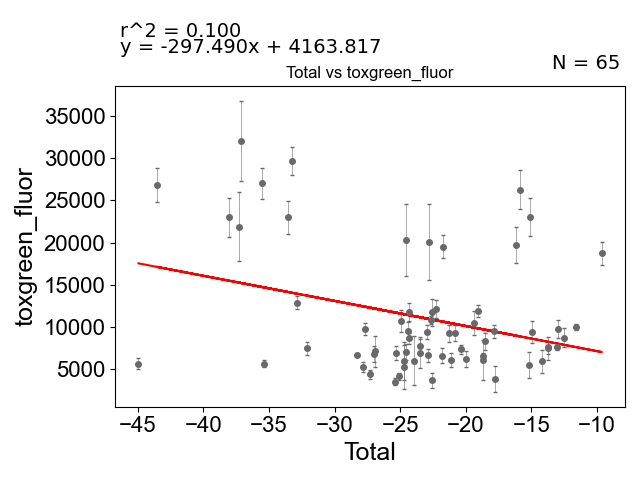 r^2 = 0.100
y = -297.490x + 4163.817
N = 65
Total vs toxgreen_fluor
35000
30000
25000
20000
15000
10000
5000
toxgreen_fluor
−45 −40 −35 −30 −25 −20 −15 −10
Total